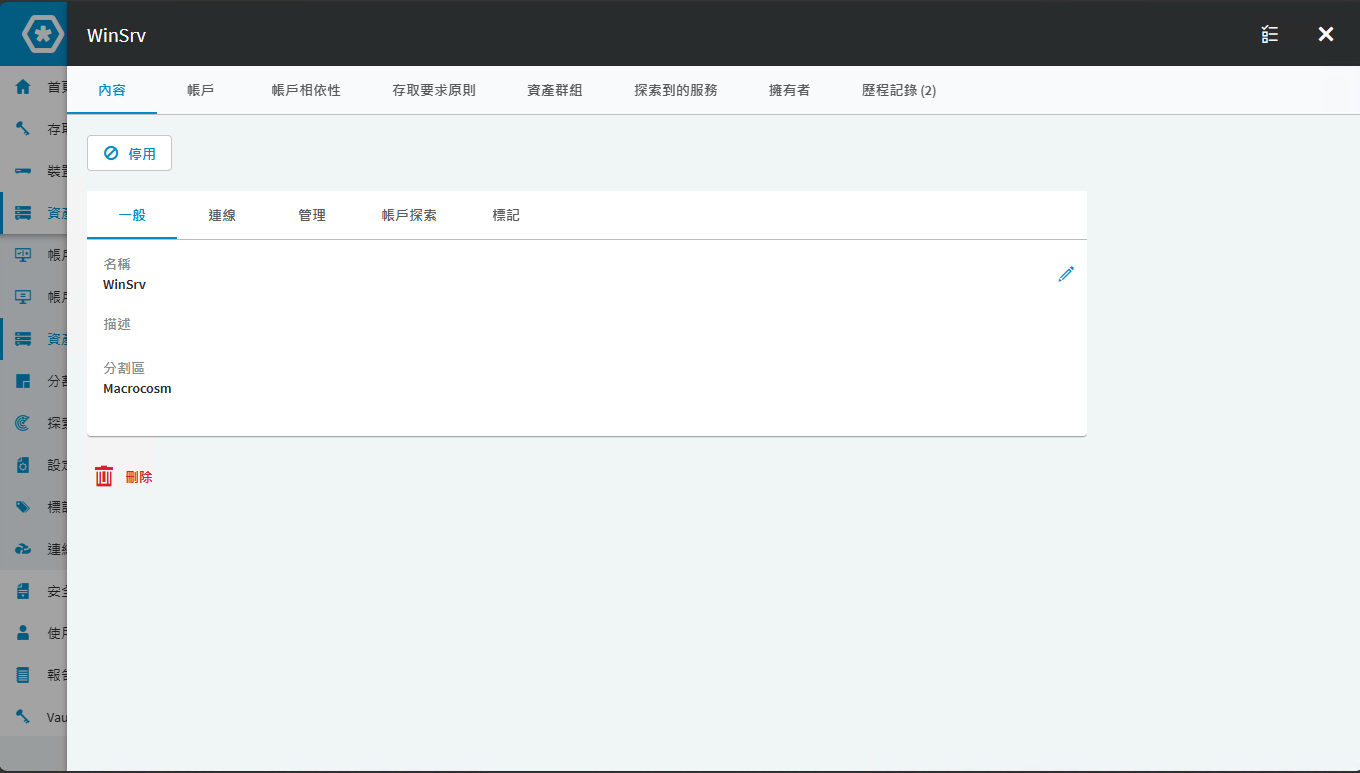 WinSrv
內容 帳戶 帳戶相依性 存取要求原則 資產群組 探索到的服務 擁有者 歷程記錄 (2)
停用
一般 連線 管理 帳戶探索 標記
名稱
WinSrv
描述
分割區
Macrocosm
刪除
首頁
存取
裝置
資產
帳戶
帳戶
資產
分割
探索
設定
標記
連線
安全
使用
報告
Vau